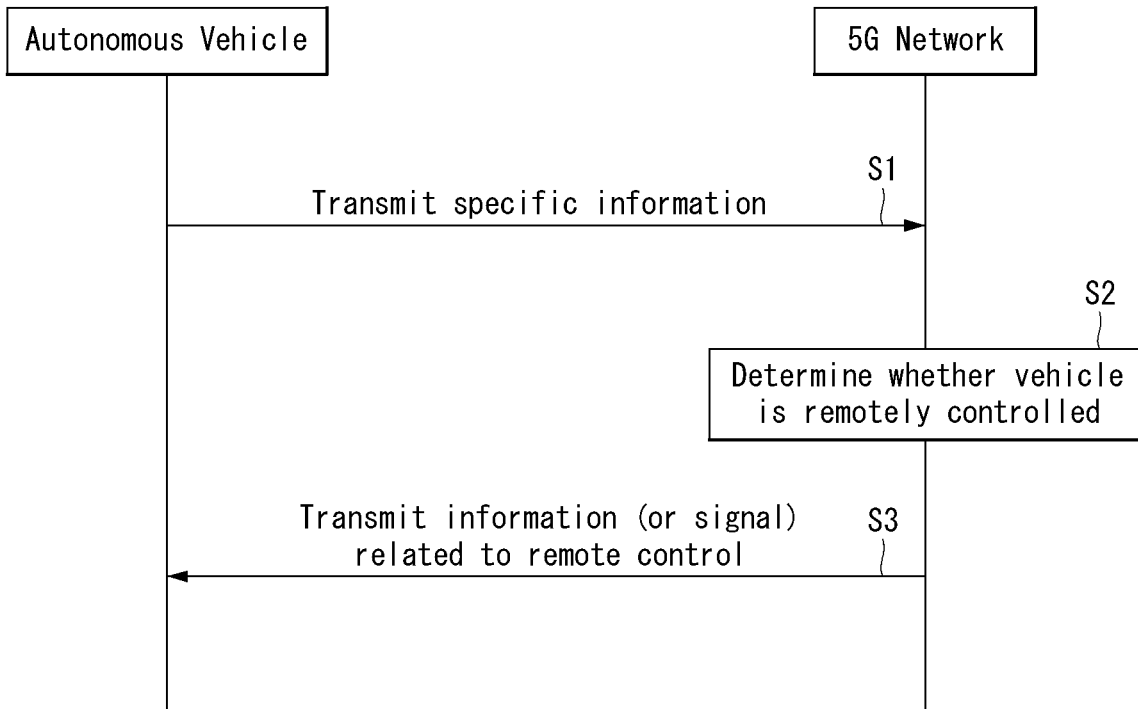 Autonomous Vehicle
5G Network
S1
Transmit specific information
S2
Determine whether vehicle
is remotely controlled
Transmit information (or signal)
related to remote control
S3